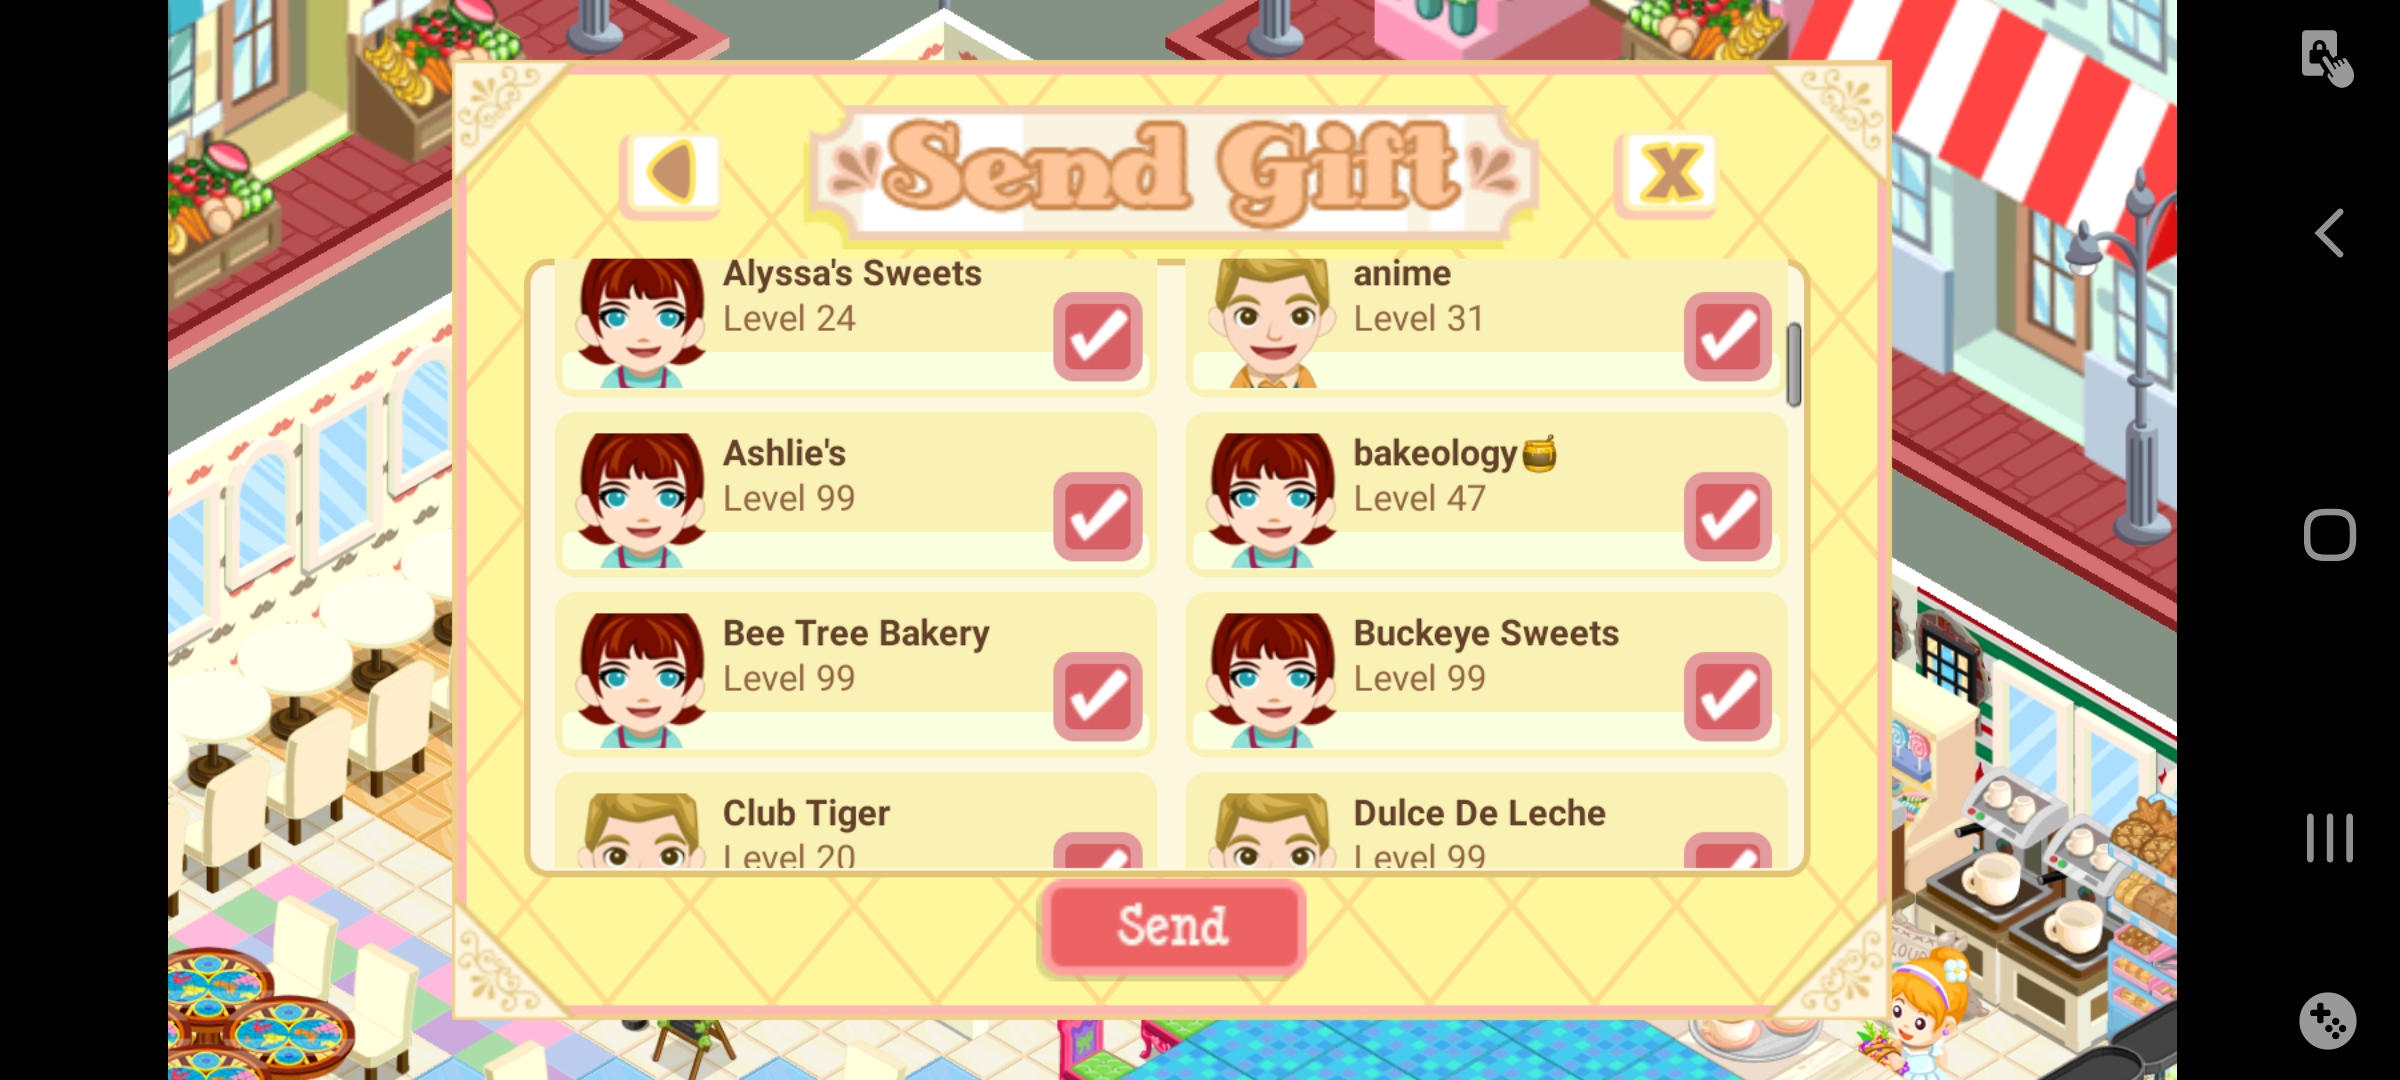 Send Gift
X
Alyssa's Sweets
Level 24
anime
Level 31
Ashlie's
Level 99
bakeology🍯
Level 47
Bee Tree Bakery
Level 99
Buckeye Sweets
Level 99
Club Tiger
Level 20
Dulce De Leche
Level 99
Send